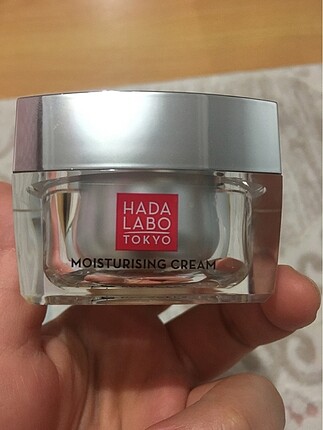 HADA
LABO
TOKYO
MOISTURISING CREAM